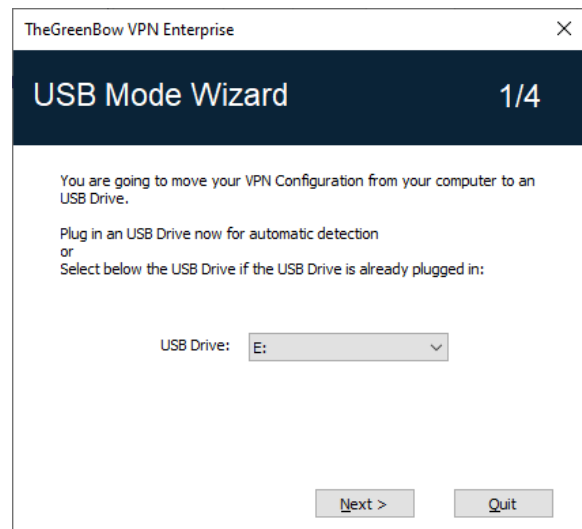 TheGreenBow VPN Enterprise
USB Mode Wizard 1/4
You are going to move your VPN Configuration from your computer to an
USB Drive.
Plug in an USB Drive now for automatic detection
or
Select below the USB Drive if the USB Drive is already plugged in:
USB Drive: E:
Next > Quit